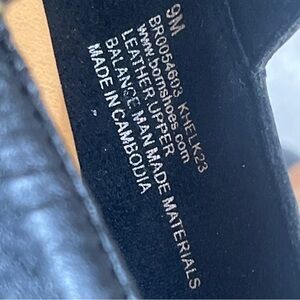 9M
BR0054603 KHELK23
www.bornshoes.com
LEATHER UPPER
BALANCE MAN MADE MATERIALS
MADE IN CAMBODIA